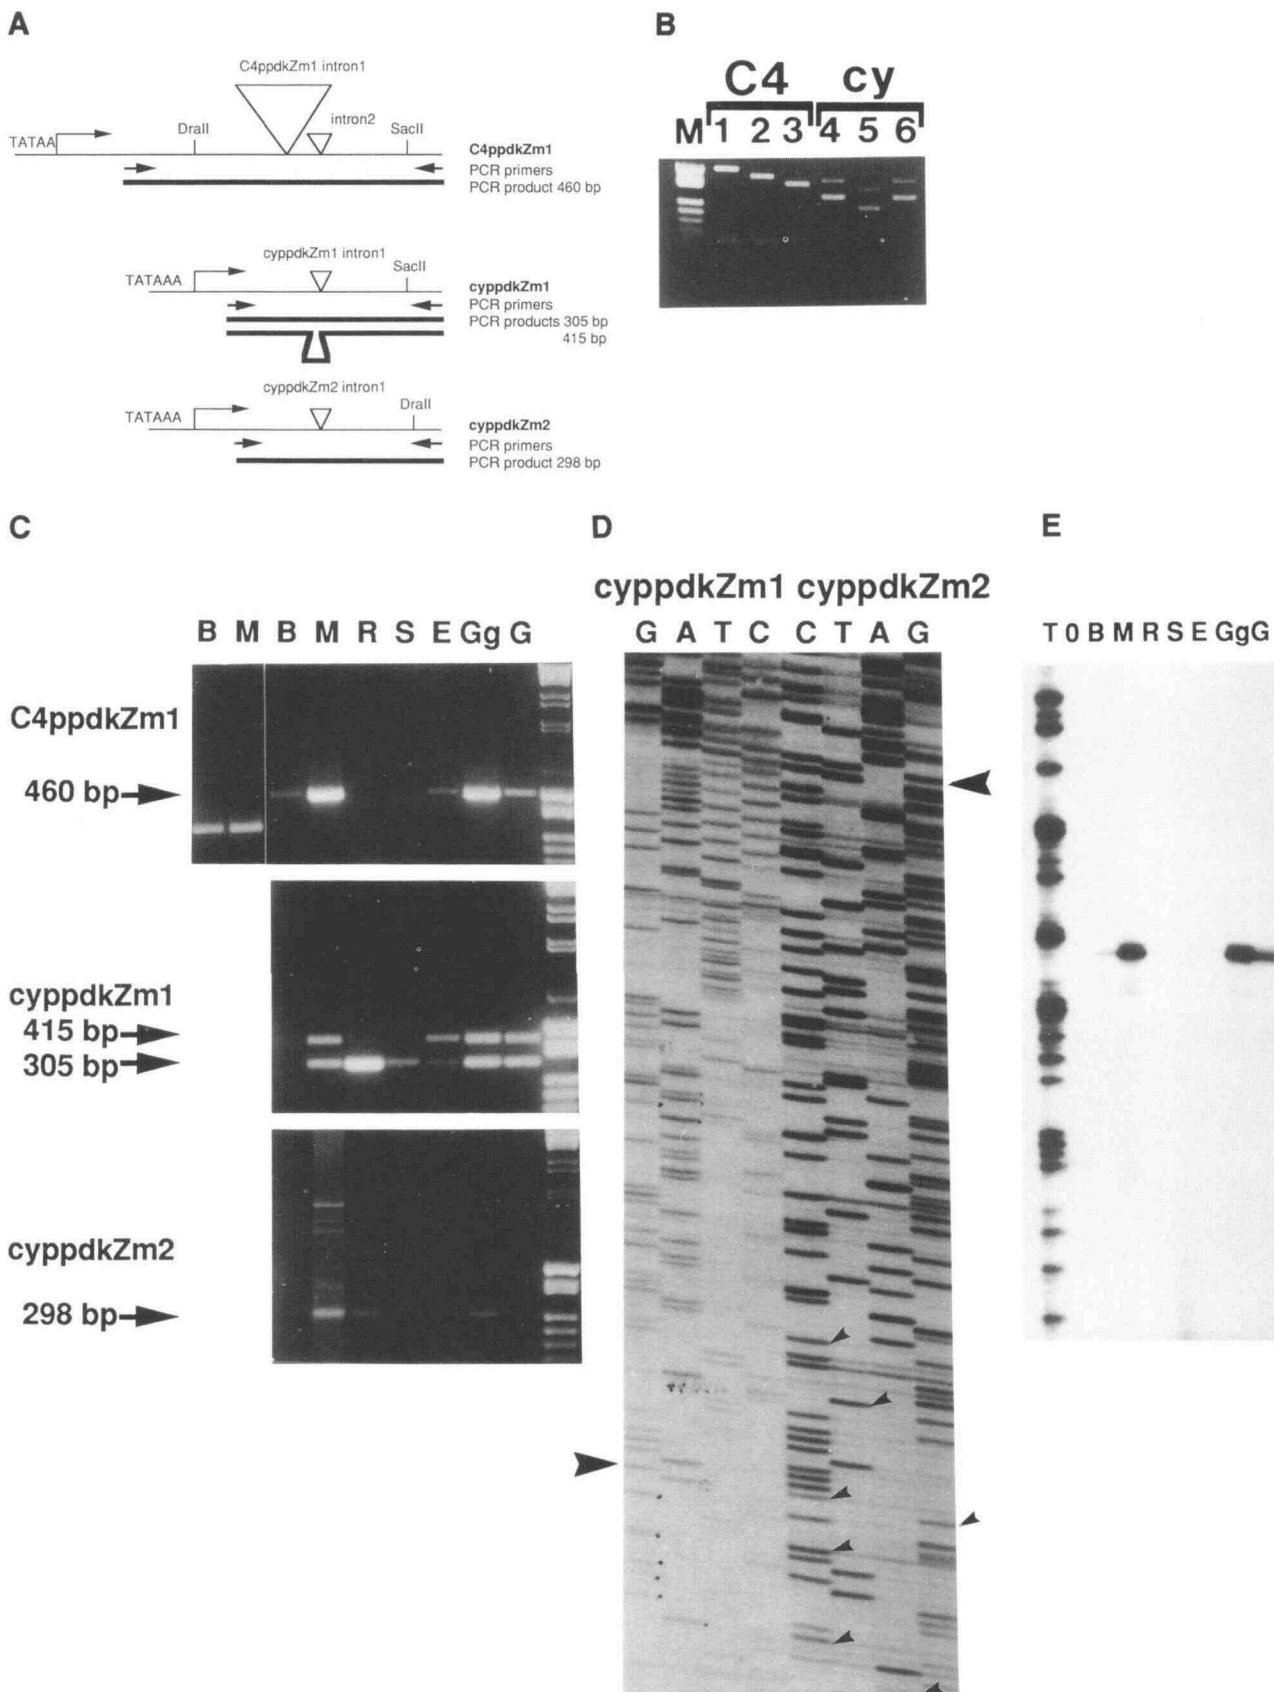 A
C4ppdkZm1 intron1
intron2
TATAA
DraII
SacII
C4ppdkZm1
PCR primers
PCR product 460 bp
cyppdkZm1 intron1
TATAAA
SacII
cyppdkZm1
PCR primers
PCR products 305 bp
415 bp
cyppdkZm2 intron1
TATAAA
DraII
cyppdkZm2
PCR primers
PCR product 298 bp
B
C4 cy
M 1 2 3 4 5 6
C
B M B M R S E Gg G
C4ppdkZm1
460 bp
cyppdkZm1
415 bp
305 bp
cyppdkZm2
298 bp
D
cyppdkZm1 cyppdkZm2
G A T C C T A G
E
T 0 B M R S E Gg G